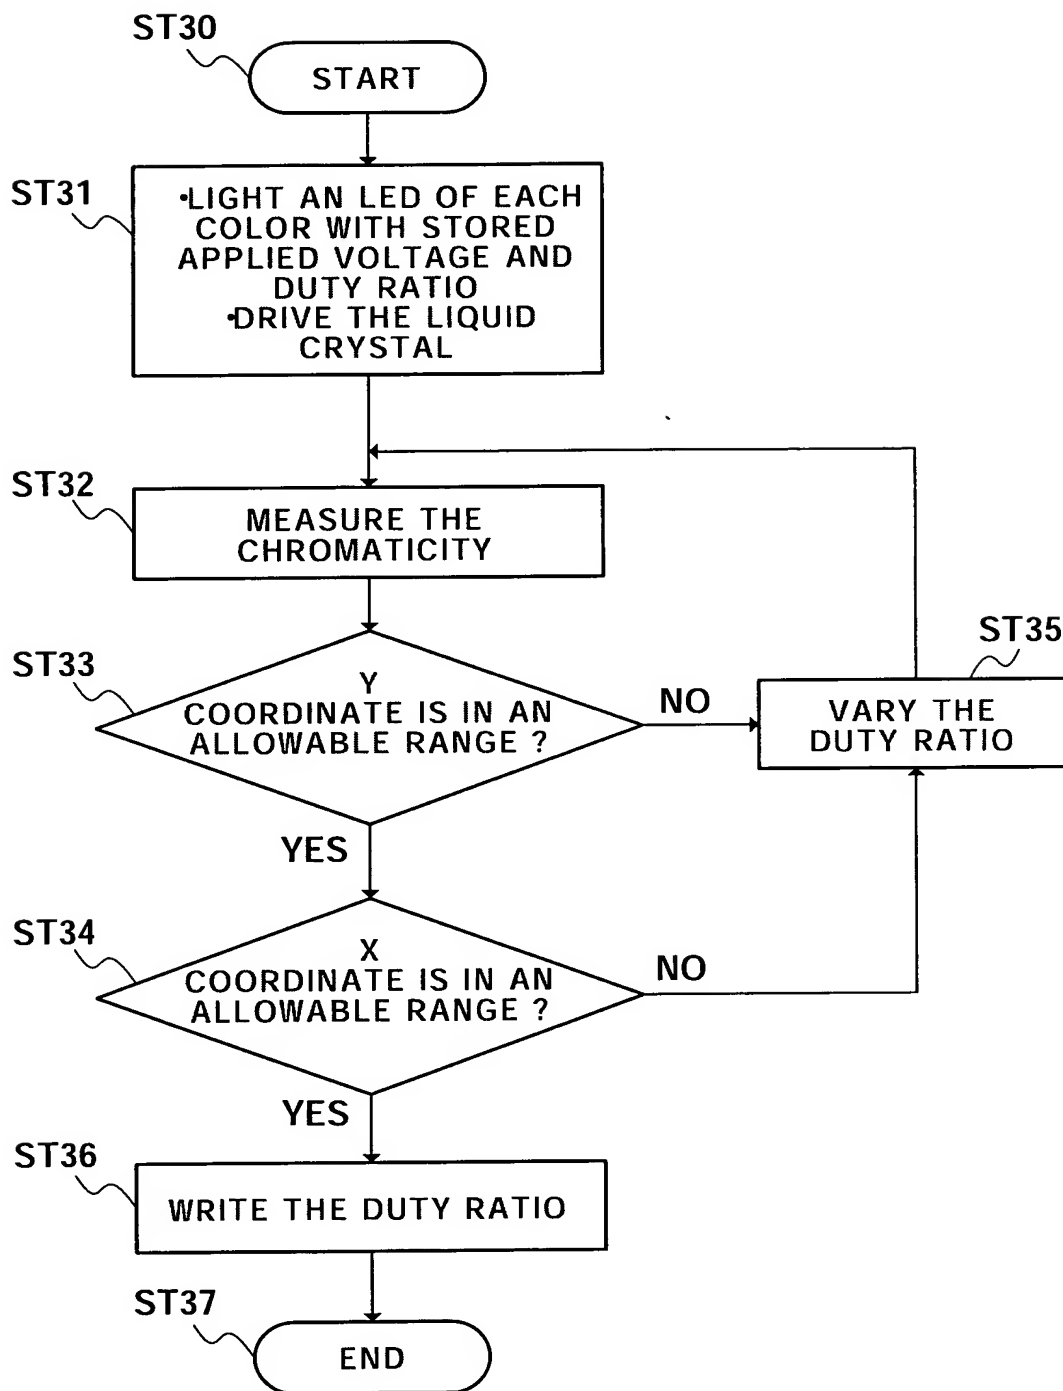 ST30
START
ST31
•LIGHT AN LED OF EACH
COLOR WITH STORED
APPLIED VOLTAGE AND
DUTY RATIO
•DRIVE THE LIQUID
CRYSTAL
ST32
MEASURE THE
CHROMATICITY
ST33
Y
COORDINATE IS IN AN
ALLOWABLE RANGE ?
NO
ST35
VARY THE
DUTY RATIO
YES
ST34
X
COORDINATE IS IN AN
ALLOWABLE RANGE ?
NO
YES
ST36
WRITE THE DUTY RATIO
ST37
END